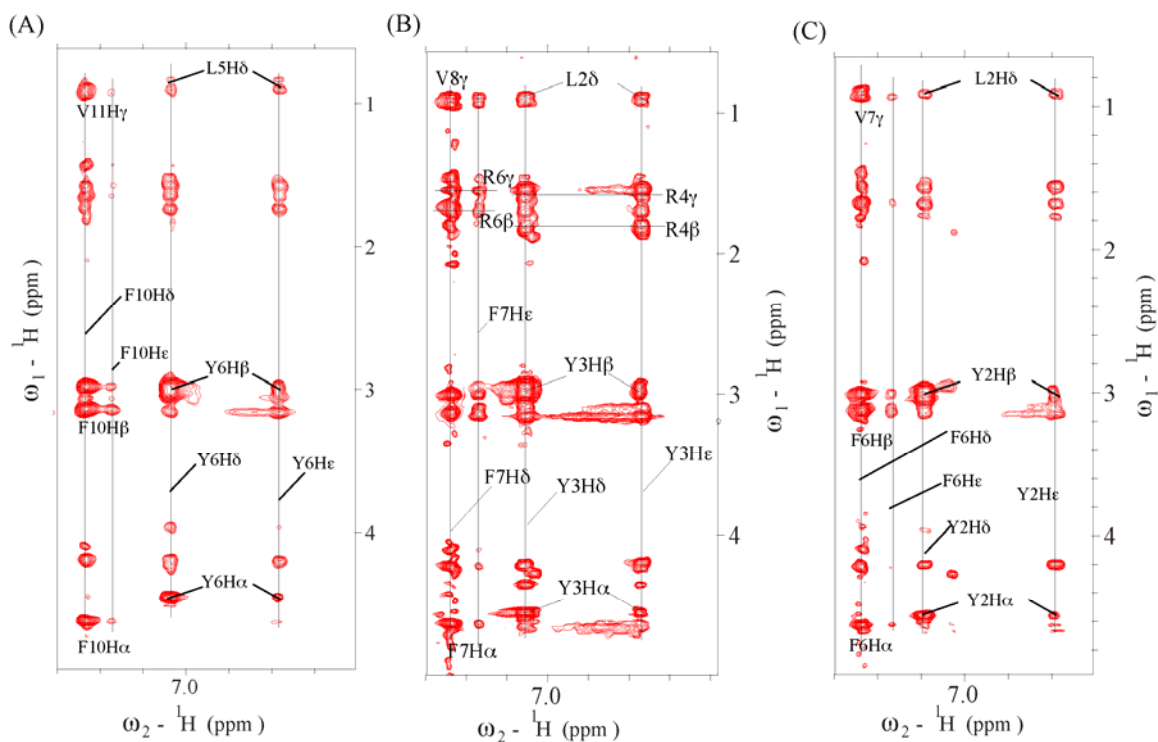 (A)
L5Hδ
V11Hγ
1
2
F10Hδ
F10Hε
Y6Hβ
3
F10Hβ
Y6Hδ
Y6Hε
4
Y6Hα
F10Hα
7.0
ω₂ - ¹H (ppm)
ω₁ - ¹H (ppm)
(B)
V8γ
L2δ
1
R6γ
R4γ
R6β
R4β
2
F7Hε
Y3Hβ
3
Y3Hε
F7Hδ
Y3Hδ
4
Y3Hα
F7Hα
7.0
ω₂ - ¹H (ppm)
ω₁ - ¹H (ppm)
(C)
L2Hδ
V7γ
1
2
Y2Hβ
3
F6Hβ
F6Hδ
F6Hε
Y2Hε
Y2Hδ
4
Y2Hα
F6Hα
7.0
ω₂ - ¹H (ppm)
ω₁ - ¹H (ppm)